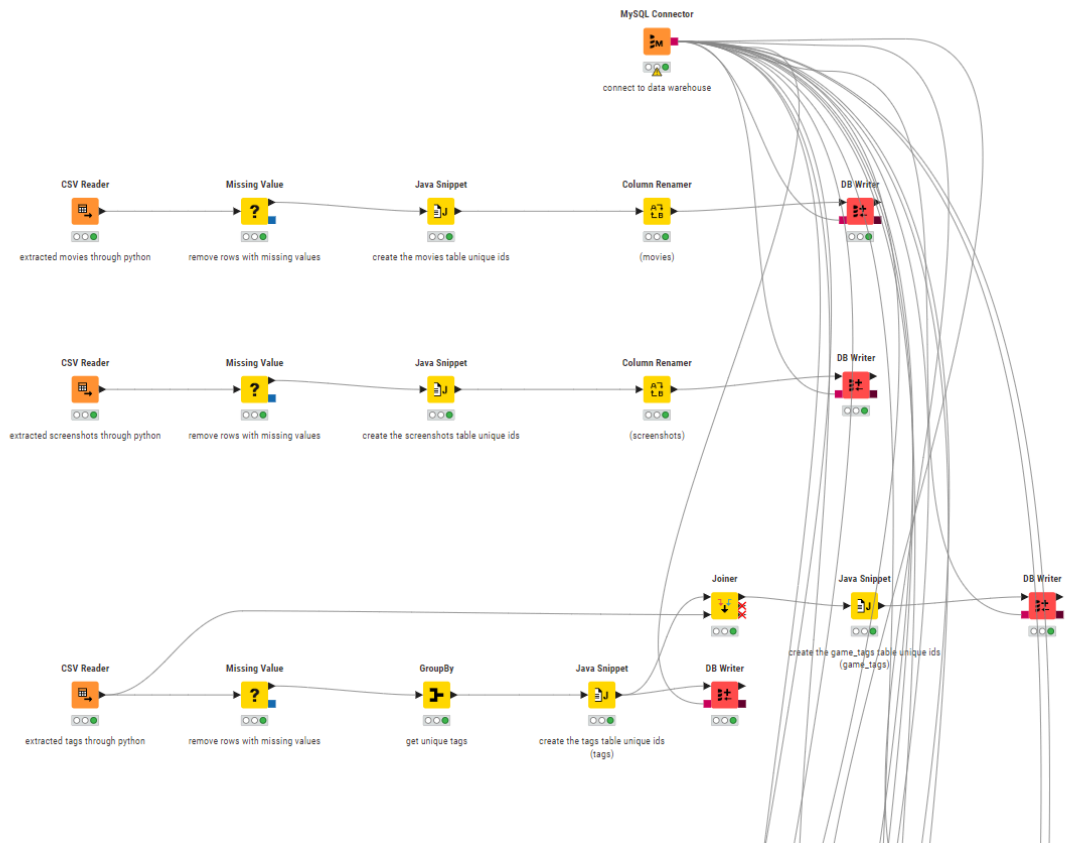 MySQL Connector
connect to data warehouse
CSV Reader
Missing Value
Java Snippet
Column Renamer
DB Writer
extracted movies through python
remove rows with missing values
create the movies table unique ids
(movies)
CSV Reader
Missing Value
Java Snippet
Column Renamer
DB Writer
extracted screenshots through python
remove rows with missing values
create the screenshots table unique ids
(screenshots)
Joiner
Java Snippet
DB Writer
create the game_tags table unique ids
(game_tags)
CSV Reader
Missing Value
GroupBy
Java Snippet
DB Writer
extracted tags through python
remove rows with missing values
get unique tags
create the tags table unique ids
(tags)